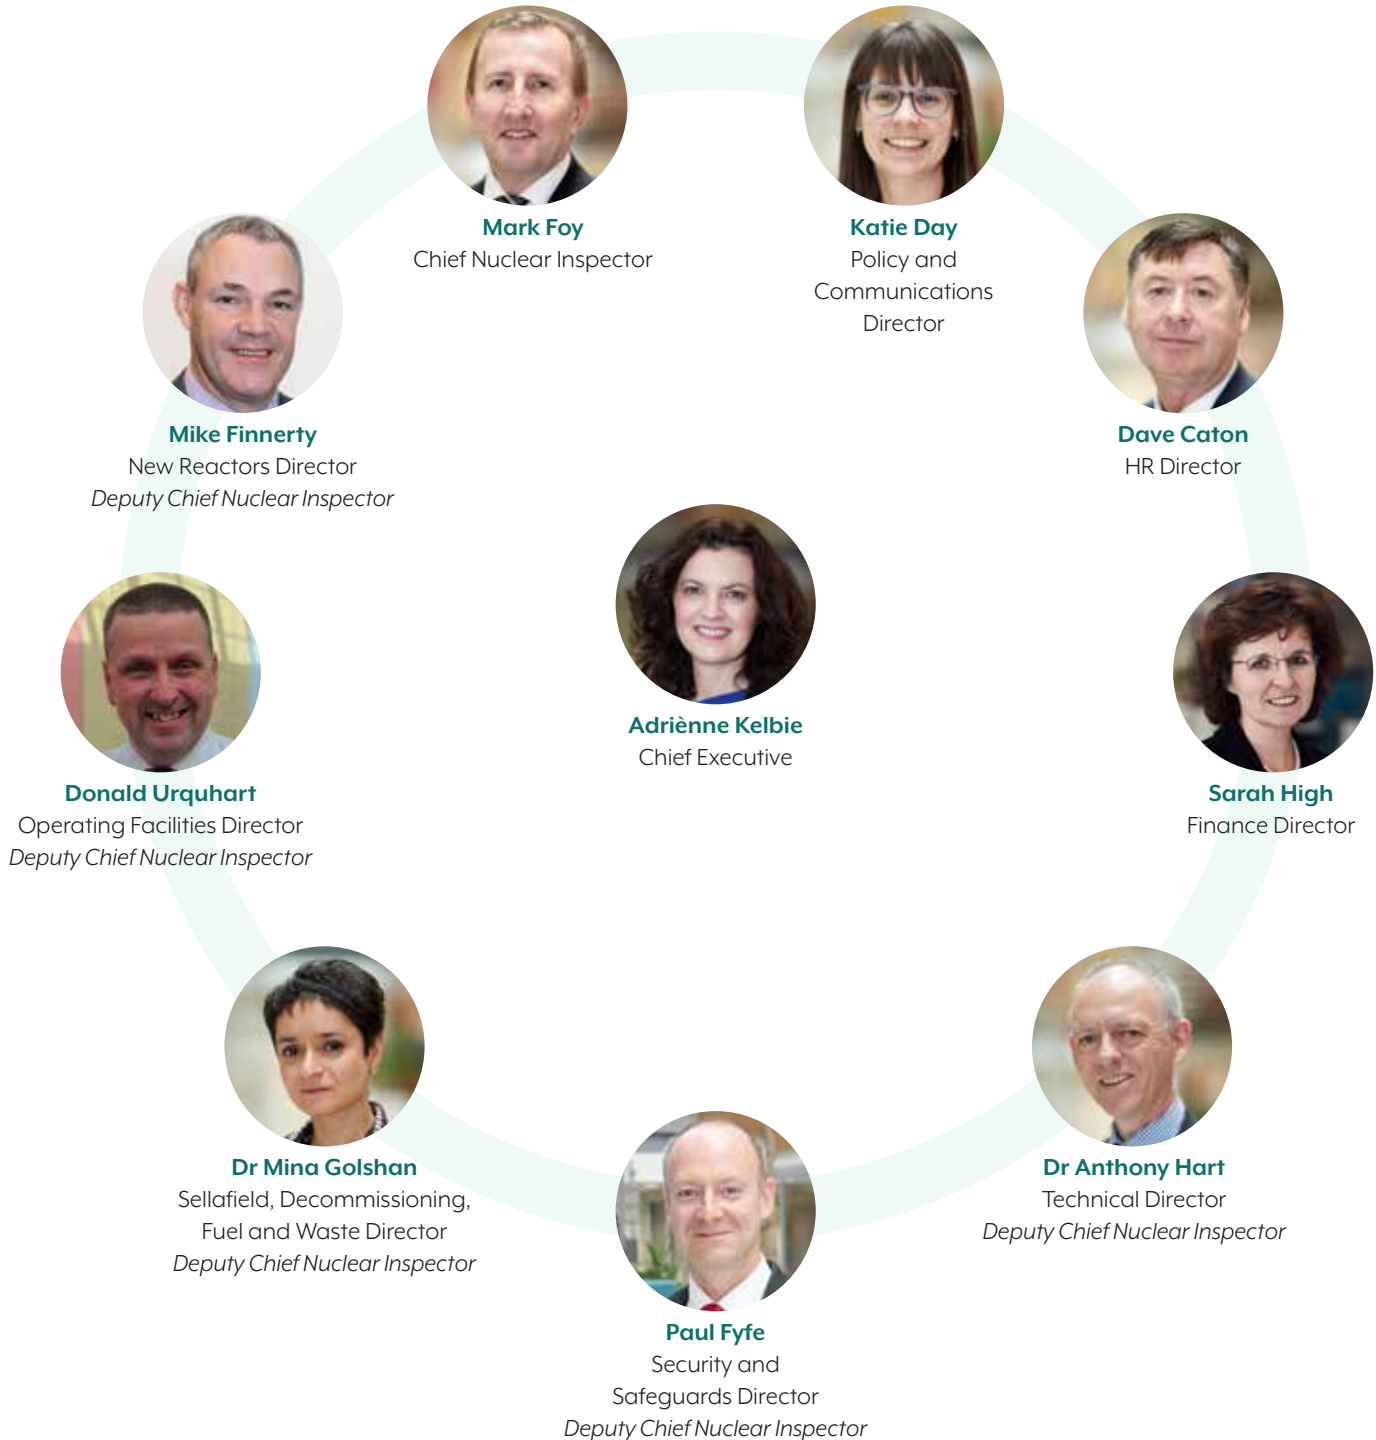 Mark Foy
Chief Nuclear Inspector
Katie Day
Policy and
Communications
Director
Mike Finnerty
New Reactors Director
Deputy Chief Nuclear Inspector
Dave Caton
HR Director
Adriènne Kelbie
Chief Executive
Donald Urquhart
Operating Facilities Director
Deputy Chief Nuclear Inspector
Sarah High
Finance Director
Dr Mina Golshan
Sellafield, Decommissioning,
Fuel and Waste Director
Deputy Chief Nuclear Inspector
Dr Anthony Hart
Technical Director
Deputy Chief Nuclear Inspector
Paul Fyfe
Security and
Safeguards Director
Deputy Chief Nuclear Inspector